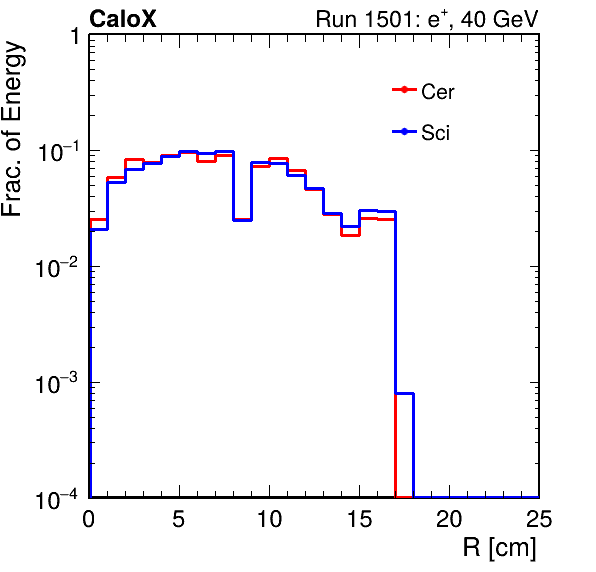 CaloX Run 1501: e⁺, 40 GeV
Frac. of Energy
1
10⁻¹
10⁻²
10⁻³
10⁻⁴
Cer
Sci
0 5 10 15 20 25
R [cm]